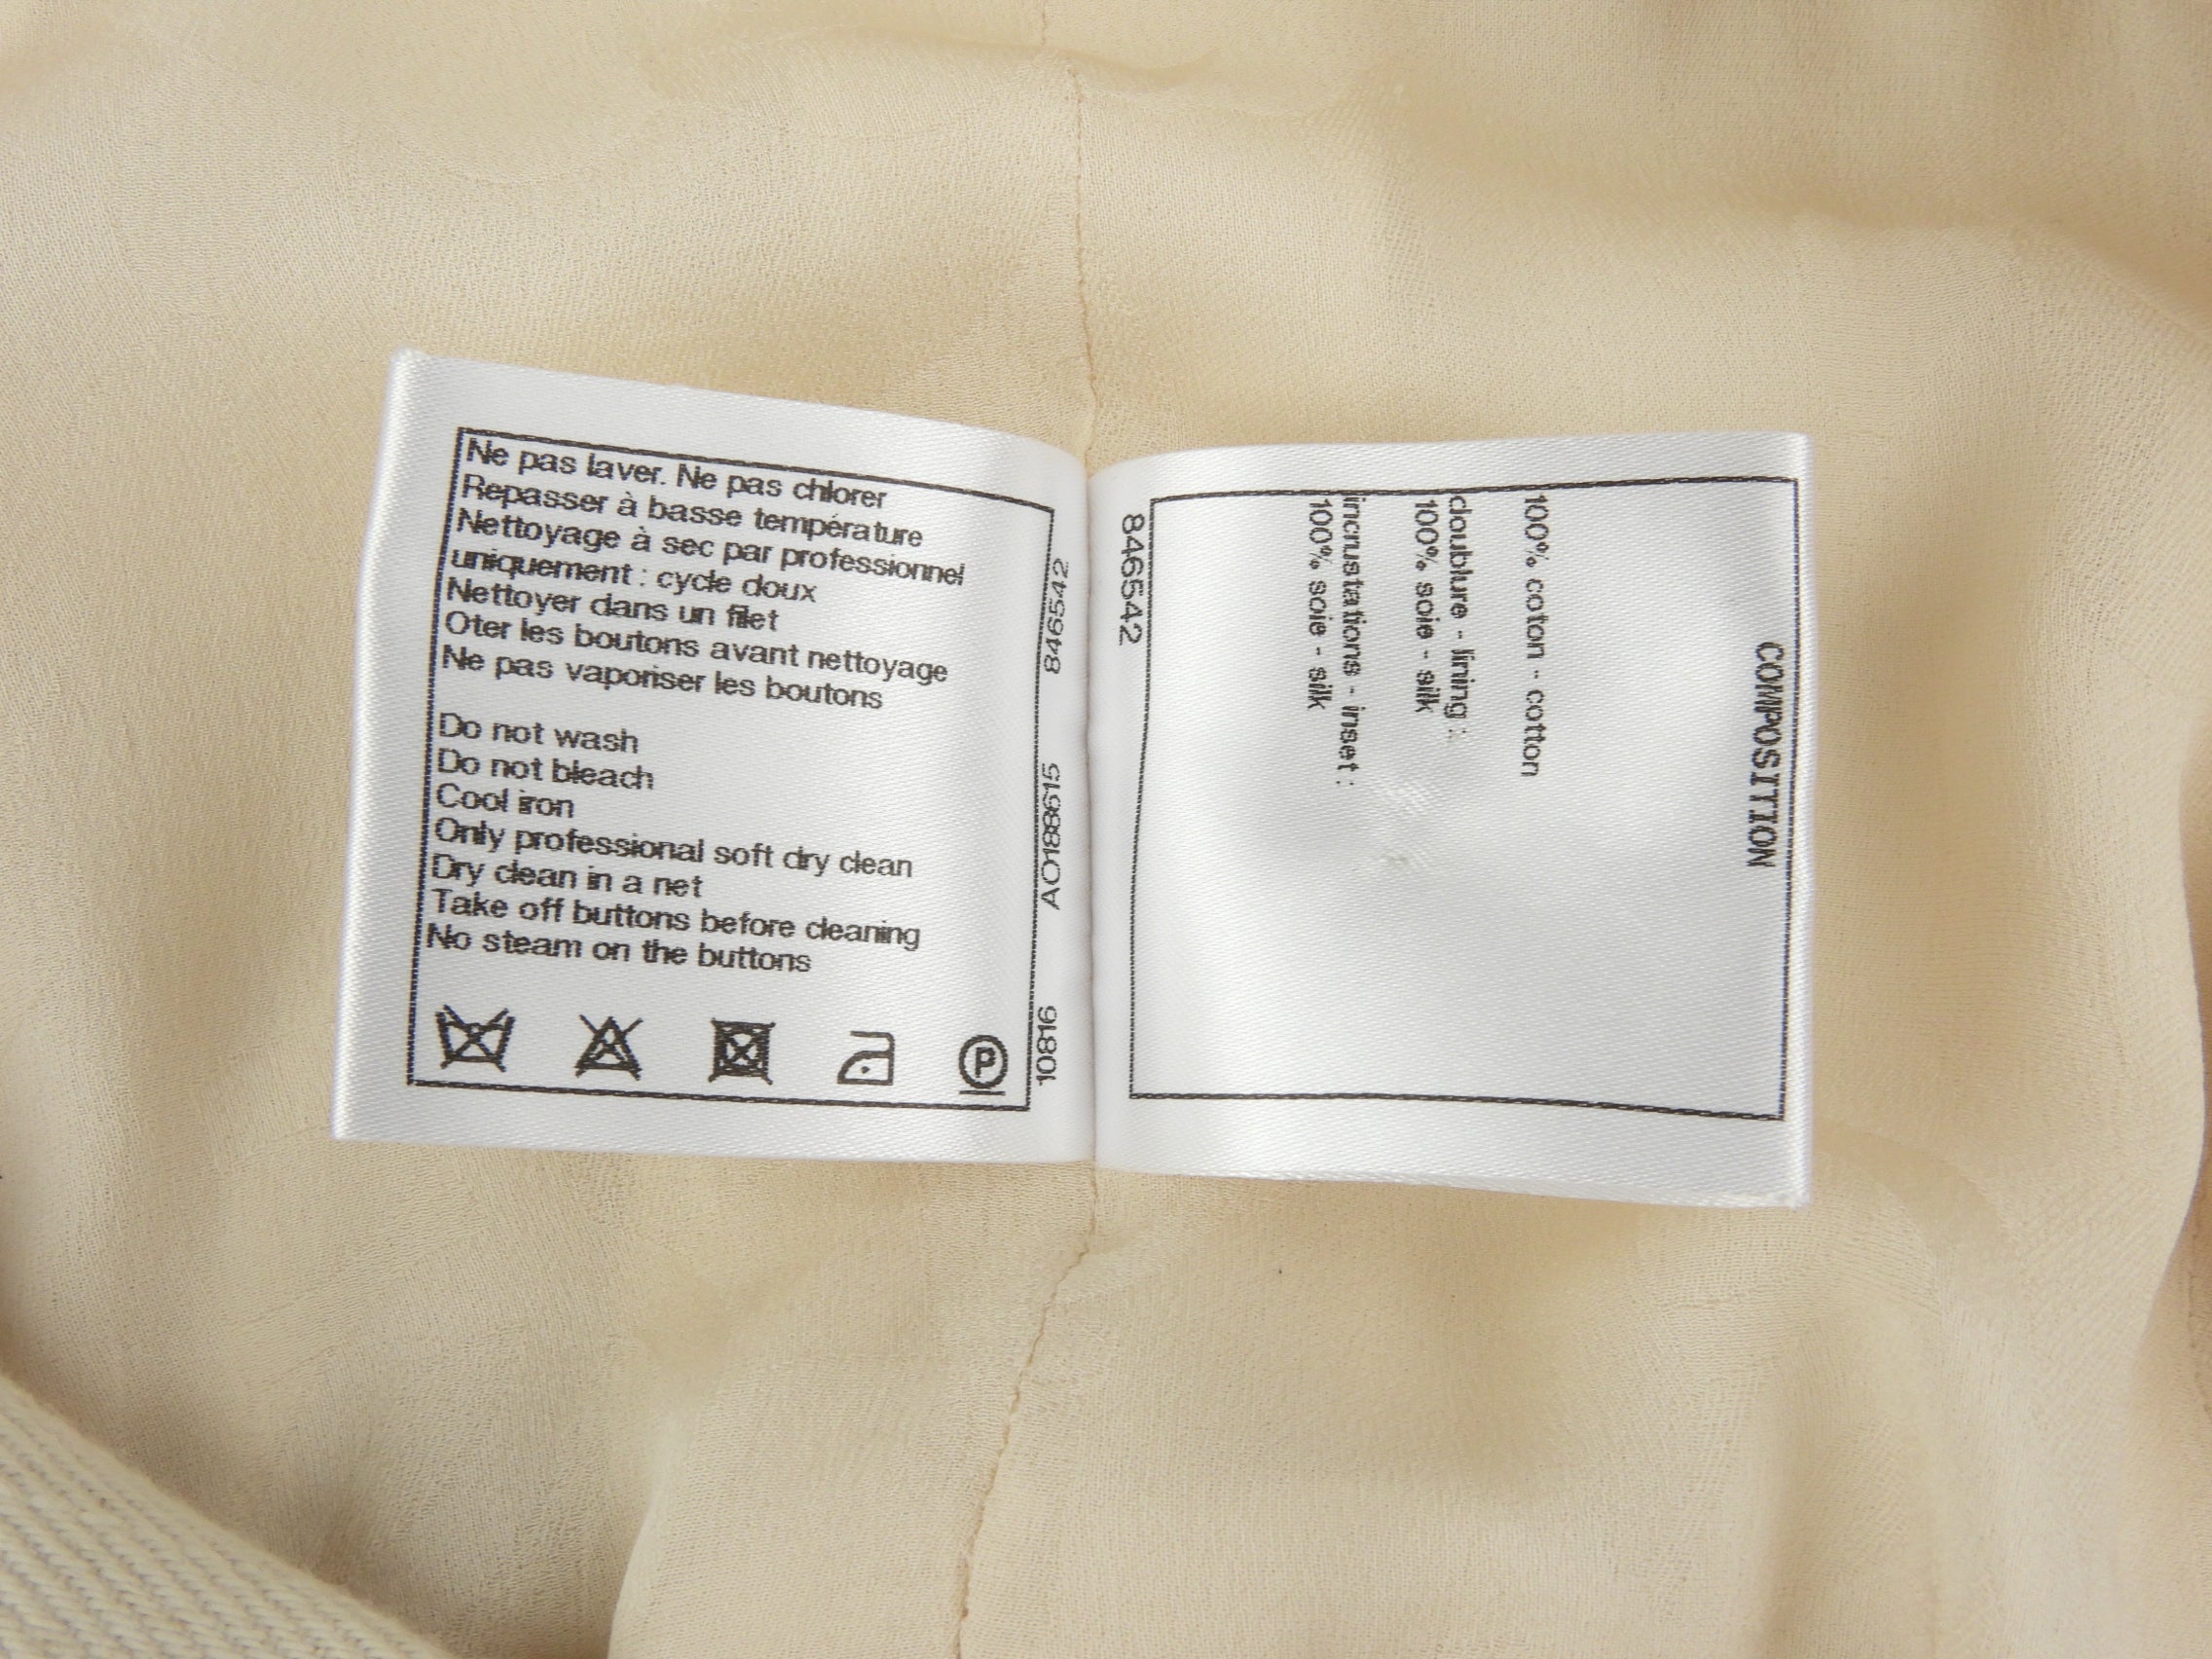 Ne pas laver. Ne pas chlorer
Repasser à basse température
Nettoyage à sec par professionnel
uniquement : cycle doux
Nettoyer dans un filet
Oter les boutons avant nettoyage
Ne pas vaporiser les boutons
Do not wash
Do not bleach
Cool iron
Only professional soft dry clean
Dry clean in a net
Take off buttons before cleaning
No steam on the buttons
P
10816 AO188615 846542
COMPOSITION
100% coton - cotton
doublure - lining :
100% soie - silk
incrustations - inset :
100% soie - silk
846542